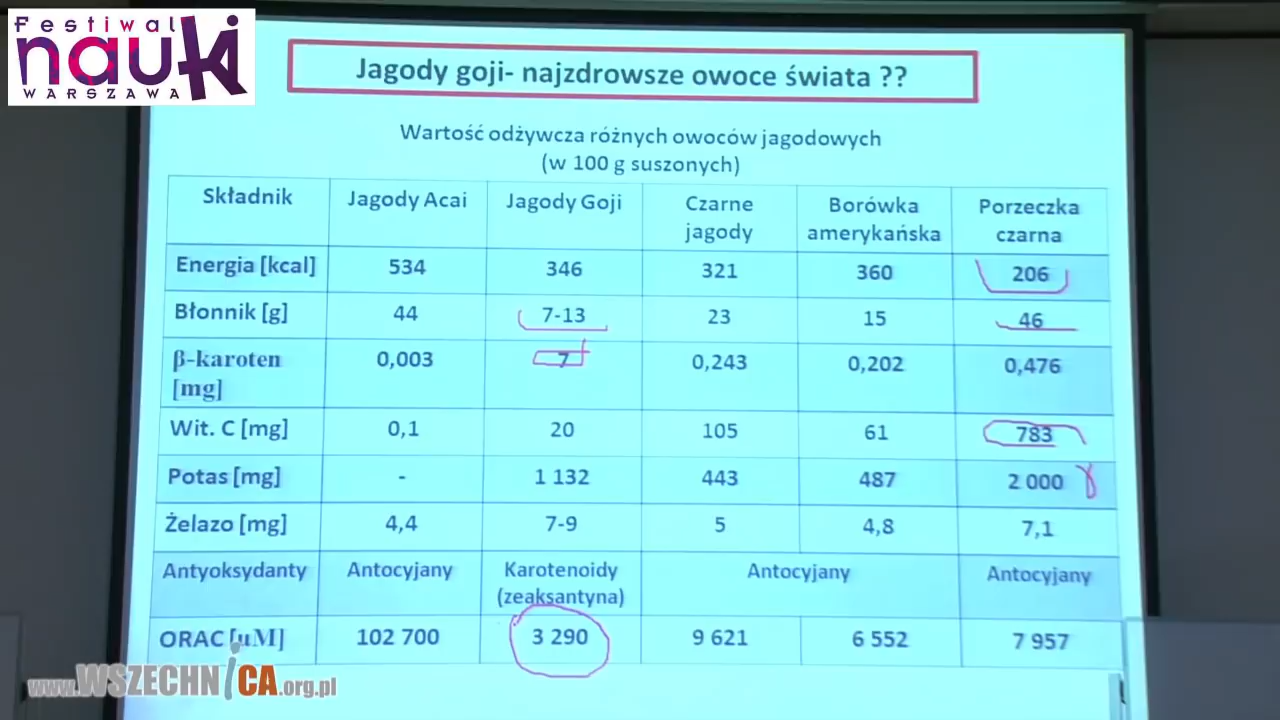 Festiwal
nauki
WARSZAWA
Jagody goji- najzdrowsze owoce świata ??
Wartość odżywcza różnych owoców jagodowych
(w 100 g suszonych)
Składnik Jagody Acai Jagody Goji Czarne jagody Borówka amerykańska Porzeczka czarna
Energia [kcal] 534 346 321 360 206
Błonnik [g] 44 7-13 23 15 46
β-karoten [mg] 0,003 7 0,243 0,202 0,476
Wit. C [mg] 0,1 20 105 61 783
Potas [mg] - 1 132 443 487 2 000
Żelazo [mg] 4,4 7-9 5 4,8 7,1
Antyoksydanty Antocyjany Karotenoidy (zeaksantyna) Antocyjany Antocyjany
ORAC [µM] 102 700 3 290 9 621 6 552 7 957
www.WSZECHNiCA.org.pl